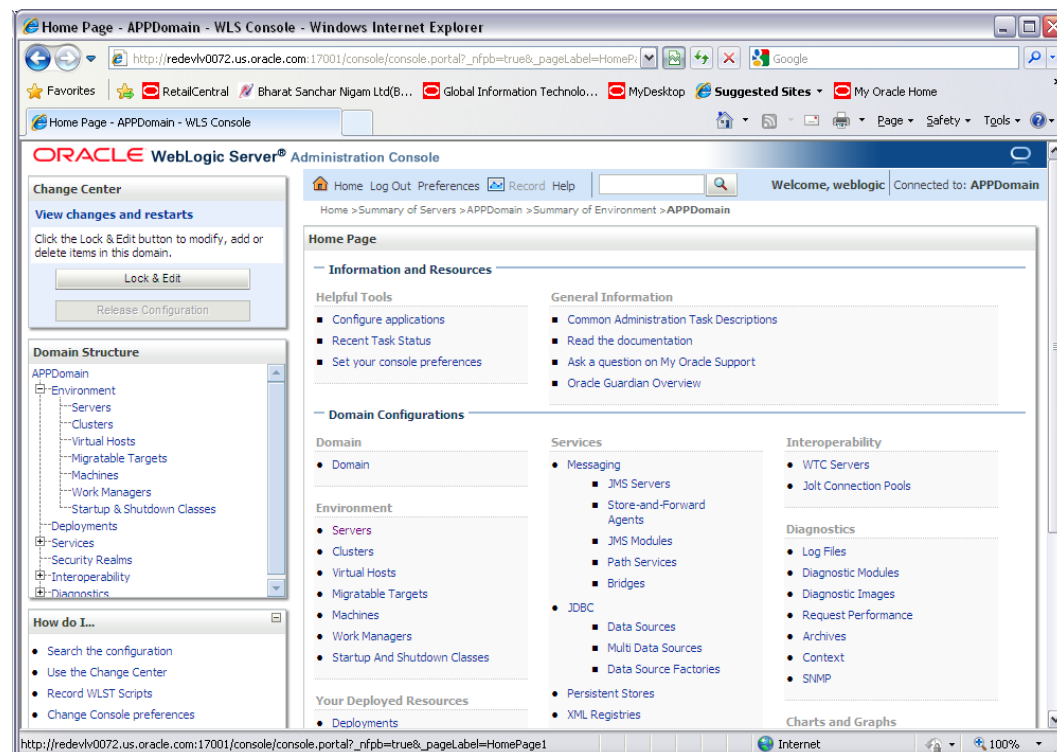 Home Page - APPDomain - WLS Console - Windows Internet Explorer
http://redevlv0072.us.oracle.com:17001/console/console.portal?_nfpb=true&_pageLabel=HomePa
Google
Favorites
RetailCentral
Bharat Sanchar Nigam Ltd(B...
Global Information Technolo...
MyDesktop
Suggested Sites
My Oracle Home
Home Page - APPDomain - WLS Console
Page
Safety
Tools
ORACLE WebLogic Server® Administration Console
Change Center
View changes and restarts
Click the Lock & Edit button to modify, add or
delete items in this domain.
Lock & Edit
Release Configuration
Domain Structure
APPDomain
Environment
Servers
Clusters
Virtual Hosts
Migratable Targets
Machines
Work Managers
Startup & Shutdown Classes
Deployments
Services
Security Realms
Interoperability
Diagnostics
How do I...
Search the configuration
Use the Change Center
Record WLST Scripts
Change Console preferences
Home Log Out Preferences Record Help
Welcome, weblogic
Connected to: APPDomain
Home >Summary of Servers >APPDomain >Summary of Environment >APPDomain
Home Page
Information and Resources
Helpful Tools
Configure applications
Recent Task Status
Set your console preferences
General Information
Common Administration Task Descriptions
Read the documentation
Ask a question on My Oracle Support
Oracle Guardian Overview
Domain Configurations
Domain
Domain
Environment
Servers
Clusters
Virtual Hosts
Migratable Targets
Machines
Work Managers
Startup And Shutdown Classes
Your Deployed Resources
Deployments
Services
Messaging
JMS Servers
Store-and-Forward
Agents
JMS Modules
Path Services
Bridges
JDBC
Data Sources
Multi Data Sources
Data Source Factories
Persistent Stores
XML Registries
Interoperability
WTC Servers
Jolt Connection Pools
Diagnostics
Log Files
Diagnostic Modules
Diagnostic Images
Request Performance
Archives
Context
SNMP
Charts and Graphs
http://redevlv0072.us.oracle.com:17001/console/console.portal?_nfpb=true&_pageLabel=HomePage1
Internet
100%